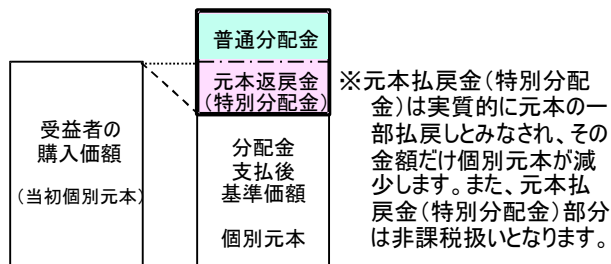 普通分配金
元本返戻金
(特別分配金)
受益者の
購入価額
(当初個別元本)
分配金
支払後
基準価額
個別元本
※元本払戻金(特別分配
金)は実質的に元本の一
部払戻しとみなされ、その
金額だけ個別元本が減
少します。また、元本払
戻金(特別分配金)部分
は非課税扱いとなります。